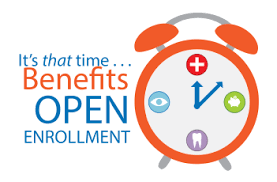 It's that time . . .
Benefits
OPEN
ENROLLMENT